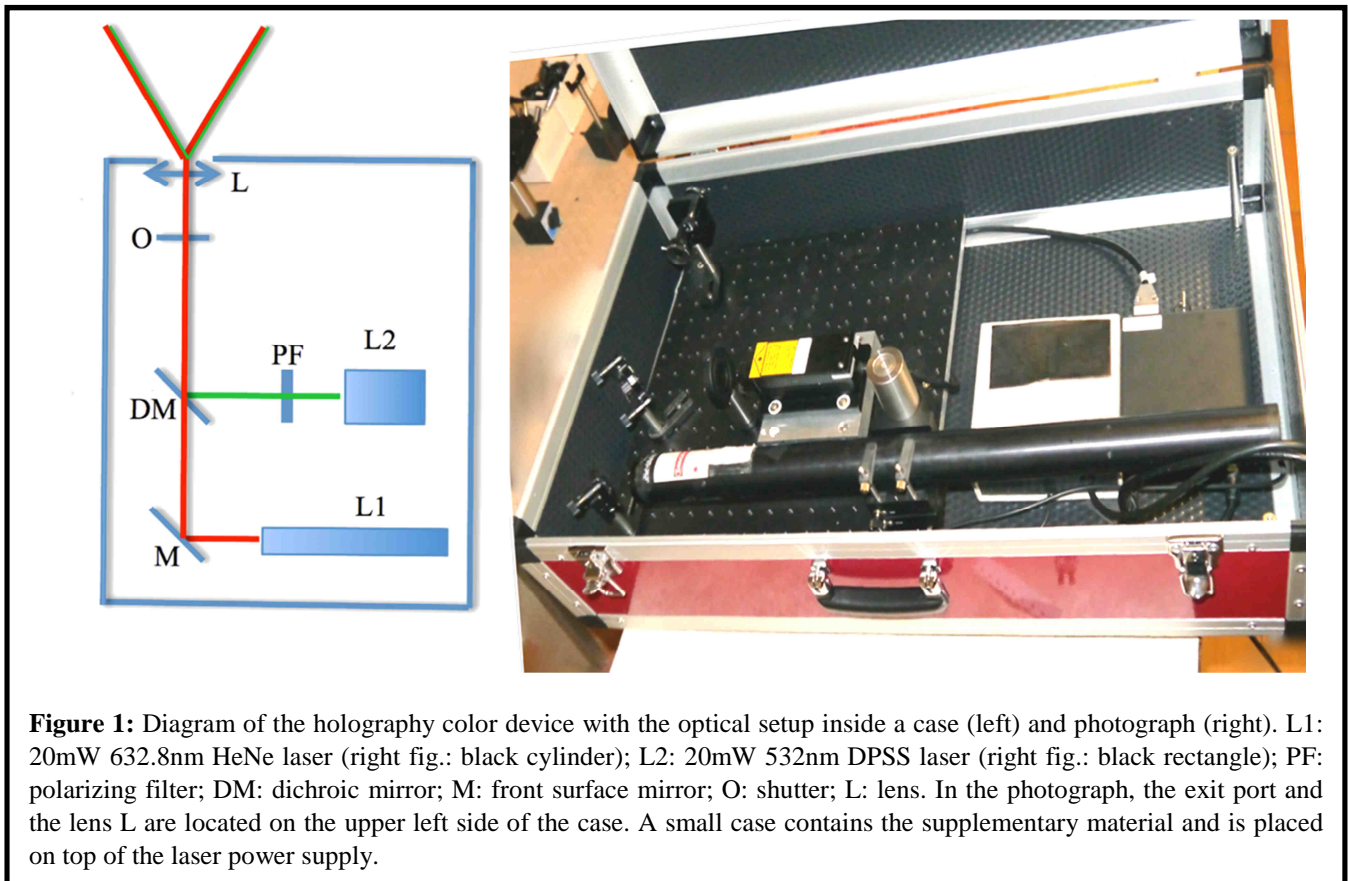 L
O
PF
L2
DM
L1
M
Figure 1: Diagram of the holography color device with the optical setup inside a case (left) and photograph (right). L1:
20mW 632.8nm HeNe laser (right fig.: black cylinder); L2: 20mW 532nm DPSS laser (right fig.: black rectangle); PF:
polarizing filter; DM: dichroic mirror; M: front surface mirror; O: shutter; L: lens. In the photograph, the exit port and
the lens L are located on the upper left side of the case. A small case contains the supplementary material and is placed
on top of the laser power supply.